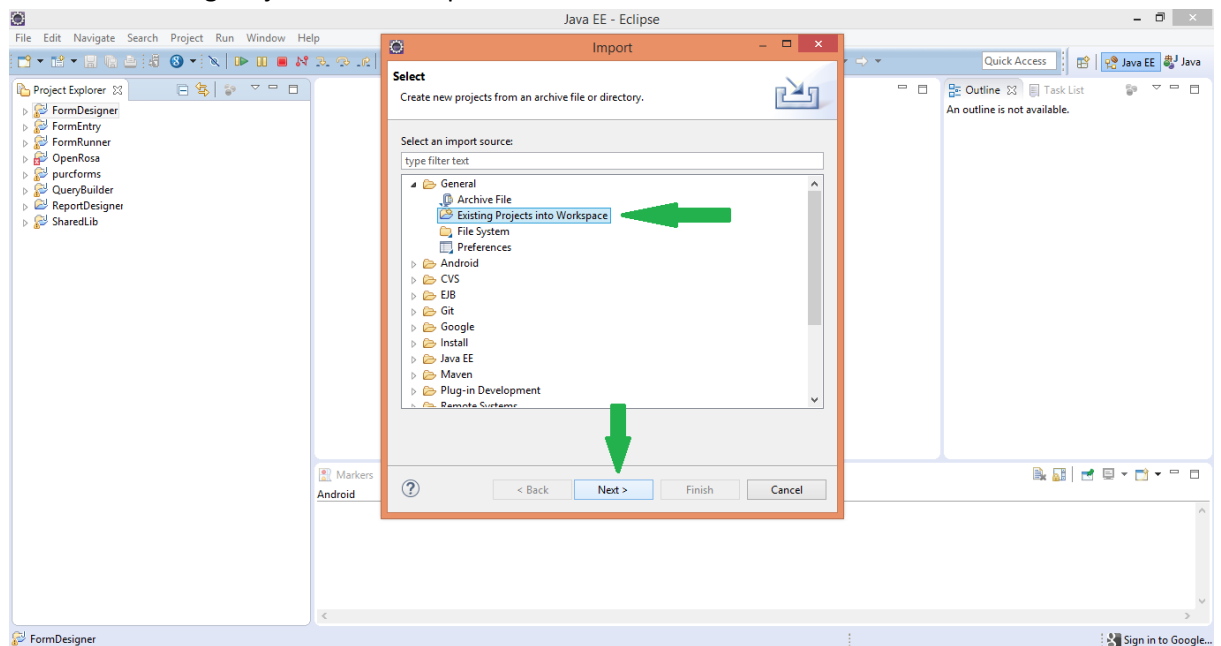 Java EE - Eclipse
File Edit Navigate Search Project Run Window Help
Quick Access
Java EE
Java
Project Explorer
FormDesigner
FormEntry
FormRunner
OpenRosa
purcforms
QueryBuilder
ReportDesigner
SharedLib
Import
Select
Create new projects from an archive file or directory.
Select an import source:
type filter text
General
Archive File
Existing Projects into Workspace
File System
Preferences
Android
CVS
EJB
Git
Google
Install
Java EE
Maven
Plug-in Development
Remote Systems
< Back
Next >
Finish
Cancel
Outline
Task List
An outline is not available.
Markers
Android
FormDesigner
Sign in to Google...